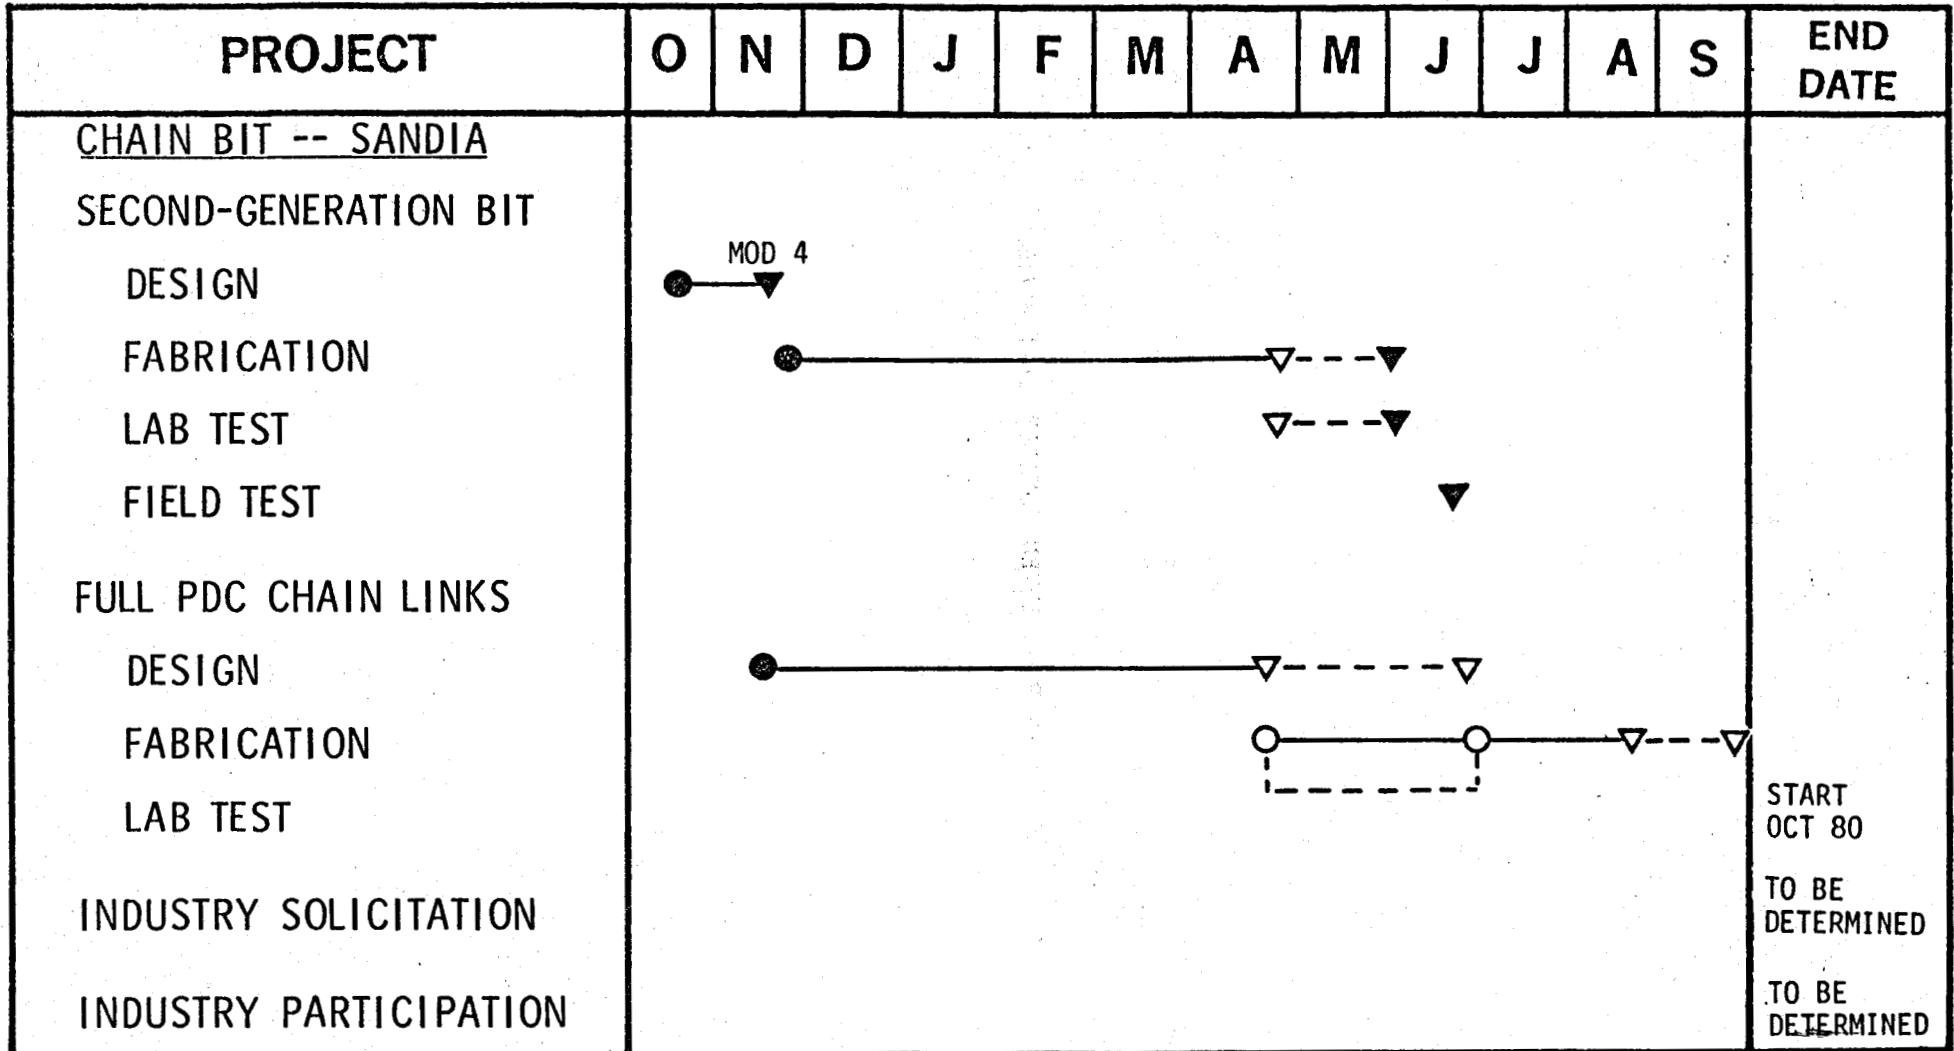 PROJECT O N D J F M A M J J A S END DATE
CHAIN BIT -- SANDIA
SECOND-GENERATION BIT
MOD 4
DESIGN
FABRICATION
LAB TEST
FIELD TEST
FULL PDC CHAIN LINKS
DESIGN
FABRICATION
LAB TEST
START
OCT 80
INDUSTRY SOLICITATION
TO BE
DETERMINED
INDUSTRY PARTICIPATION
TO BE
DETERMINED